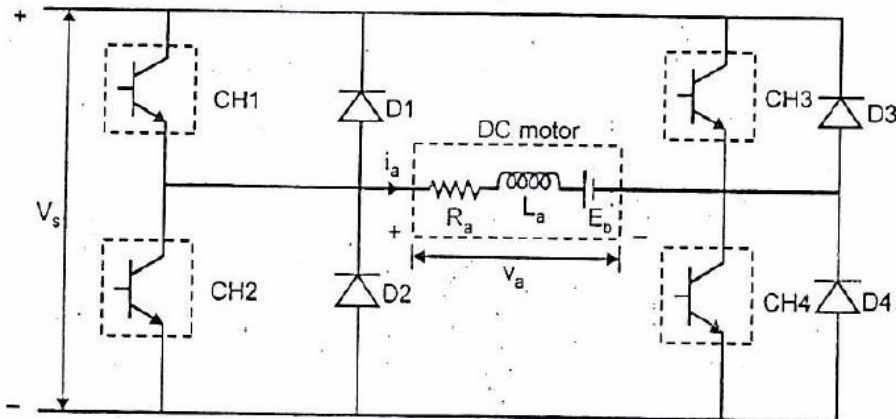 +
CH1
D1
CH3
D3
DC motor
i_a
V_s
R_a
L_a
E_b
+
−
v_a
CH2
D2
CH4
D4
−